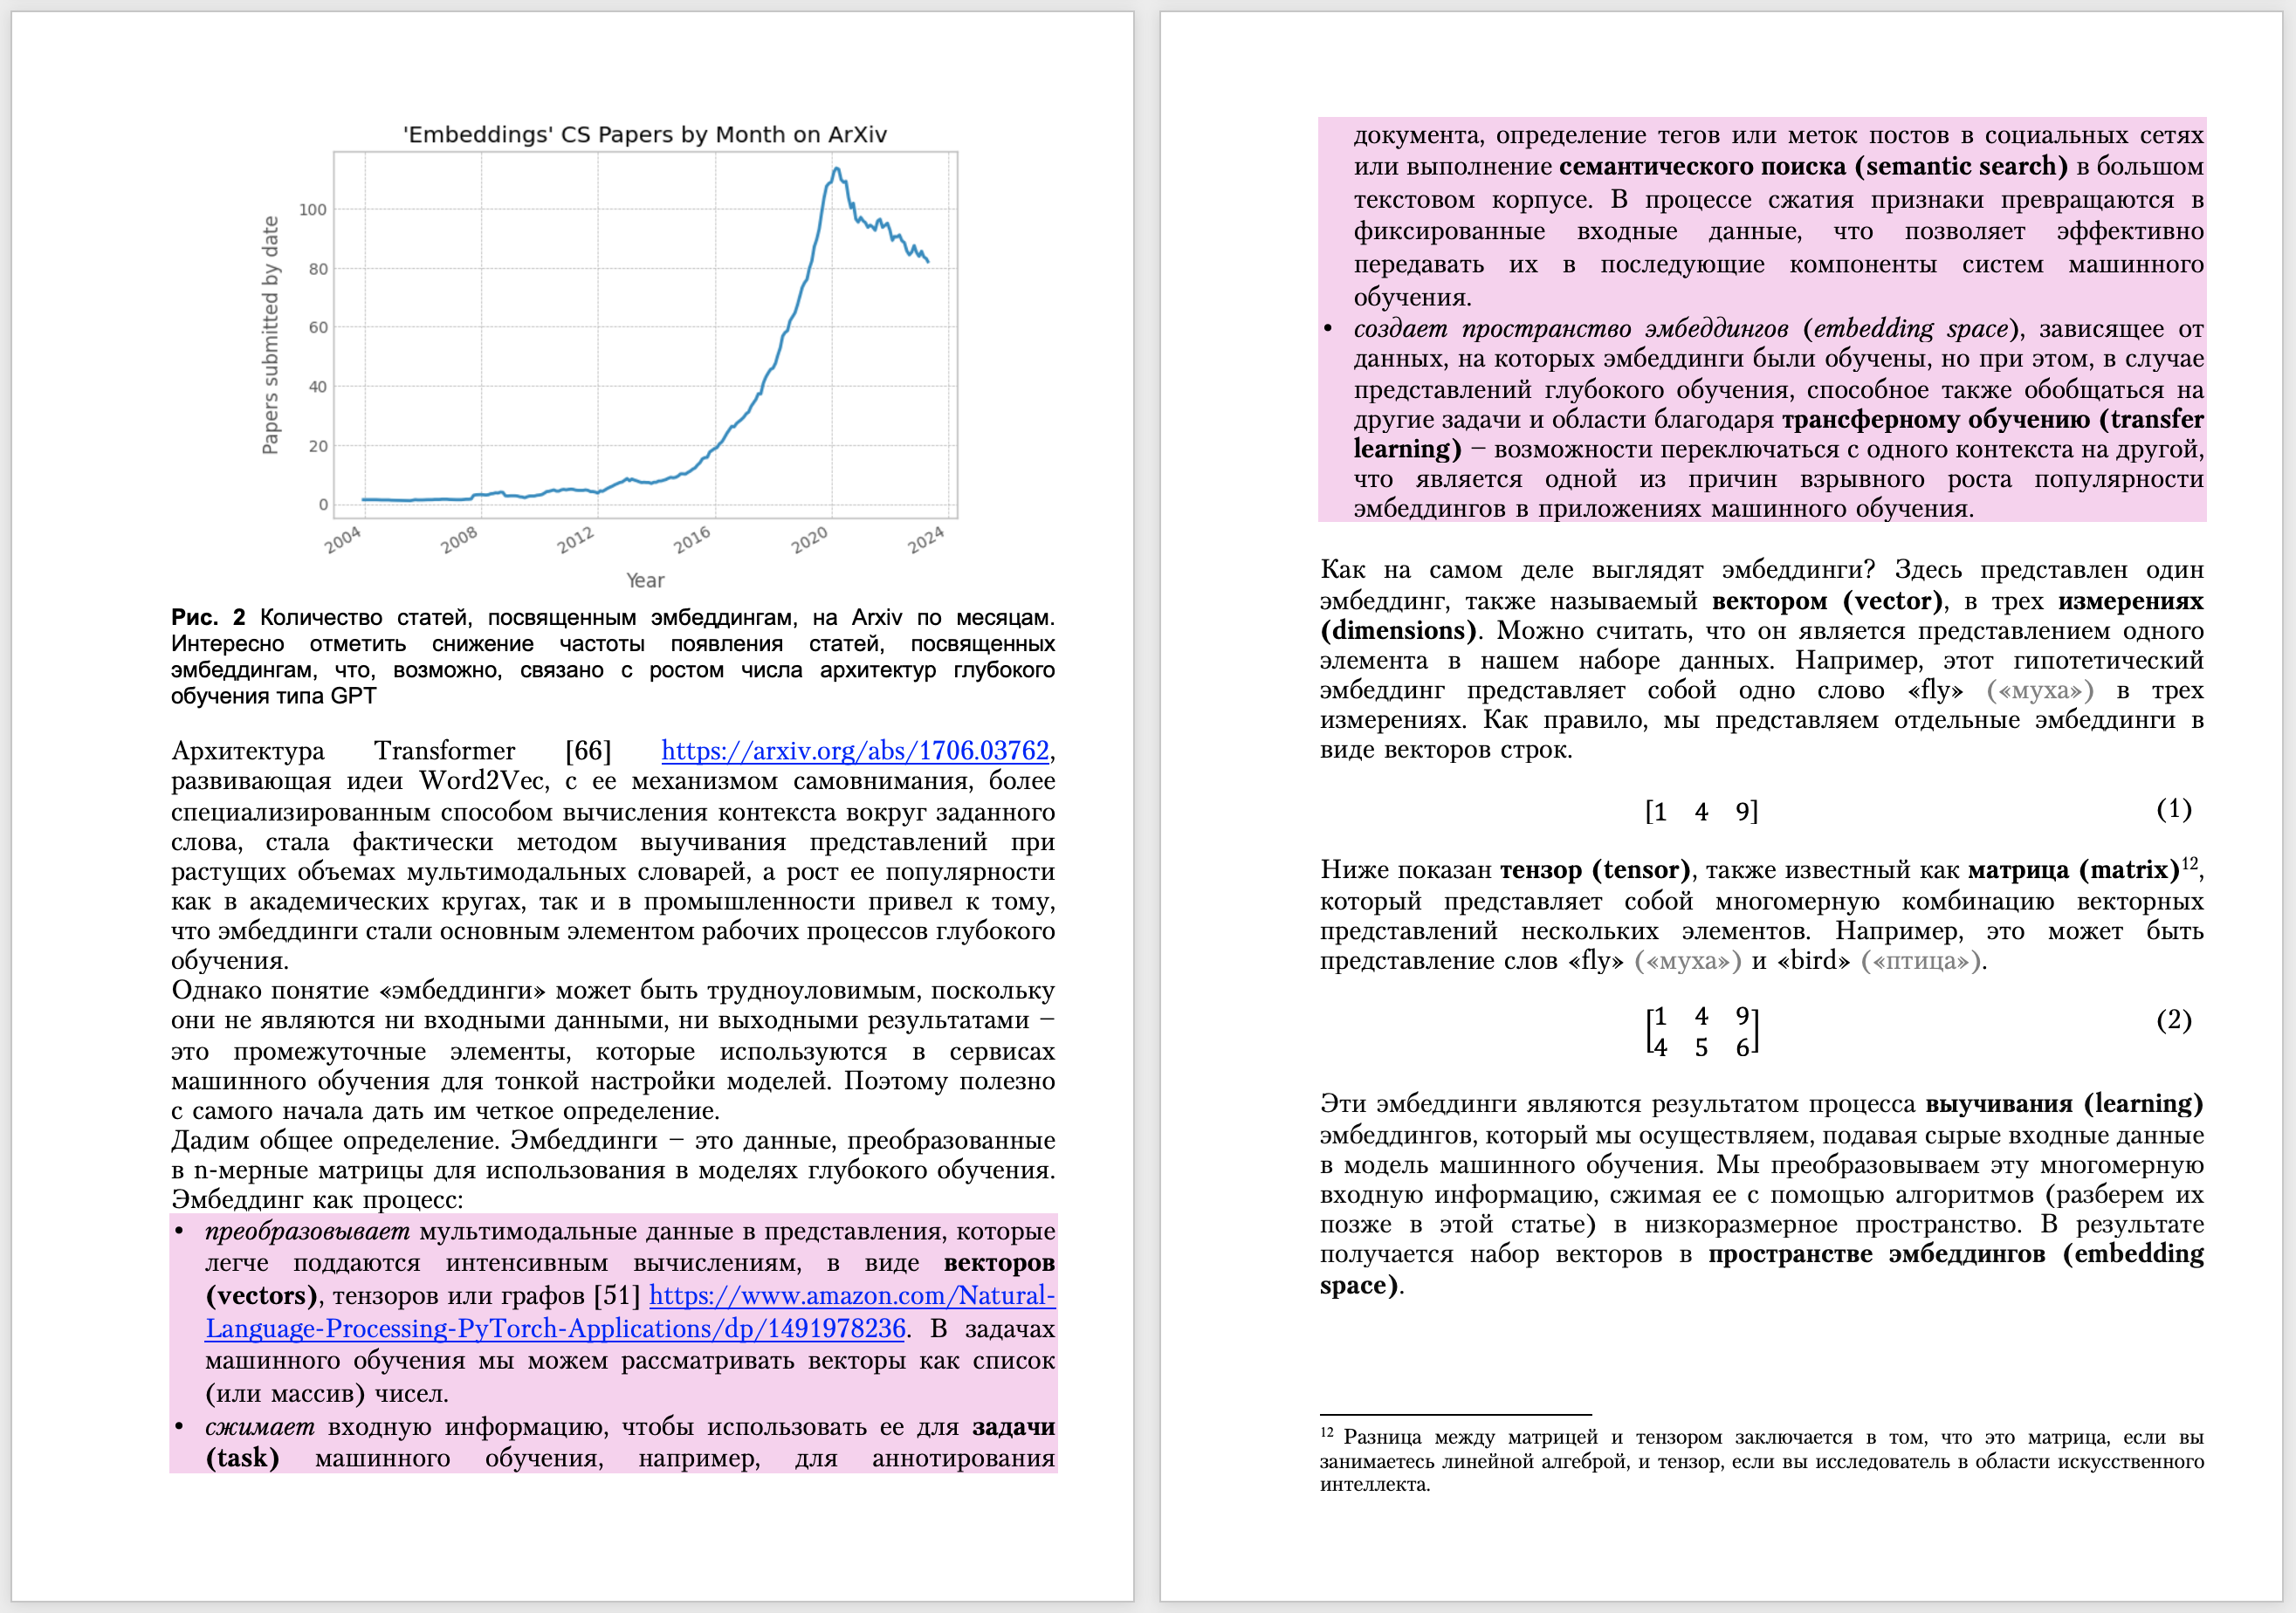 'Embeddings' CS Papers by Month on ArXiv
Papers submitted by date
100
80
60
40
20
0
2004
2008
2012
2016
2020
2024
Year
Рис. 2 Количество статей, посвященным эмбеддингам, на Arxiv по месяцам.
Интересно отметить снижение частоты появления статей, посвященных
эмбеддингам, что, возможно, связано с ростом числа архитектур глубокого
обучения типа GPT
Архитектура Transformer [66] https://arxiv.org/abs/1706.03762,
развивающая идеи Word2Vec, с ее механизмом самовнимания, более
специализированным способом вычисления контекста вокруг заданного
слова, стала фактически методом выучивания представлений при
растущих объемах мультимодальных словарей, а рост ее популярности
как в академических кругах, так и в промышленности привел к тому,
что эмбеддинги стали основным элементом рабочих процессов глубокого
обучения.
Однако понятие «эмбеддинги» может быть трудноуловимым, поскольку
они не являются ни входными данными, ни выходными результатами –
это промежуточные элементы, которые используются в сервисах
машинного обучения для тонкой настройки моделей. Поэтому полезно
с самого начала дать им четкое определение.
Дадим общее определение. Эмбеддинги – это данные, преобразованные
в n-мерные матрицы для использования в моделях глубокого обучения.
Эмбеддинг как процесс:
• преобразовывает мультимодальные данные в представления, которые
легче поддаются интенсивным вычислениям, в виде векторов
(vectors), тензоров или графов [51] https://www.amazon.com/Natural-
Language-Processing-PyTorch-Applications/dp/1491978236. В задачах
машинного обучения мы можем рассматривать векторы как список
(или массив) чисел.
• сжимает входную информацию, чтобы использовать ее для задачи
(task) машинного обучения, например, для аннотирования
документа, определение тегов или меток постов в социальных сетях
или выполнение семантического поиска (semantic search) в большом
текстовом корпусе. В процессе сжатия признаки превращаются в
фиксированные входные данные, что позволяет эффективно
передавать их в последующие компоненты систем машинного
обучения.
• создает пространство эмбеддингов (embedding space), зависящее от
данных, на которых эмбеддинги были обучены, но при этом, в случае
представлений глубокого обучения, способное также обобщаться на
другие задачи и области благодаря трансферному обучению (transfer
learning) – возможности переключаться с одного контекста на другой,
что является одной из причин взрывного роста популярности
эмбеддингов в приложениях машинного обучения.
Как на самом деле выглядят эмбеддинги? Здесь представлен один
эмбеддинг, также называемый вектором (vector), в трех измерениях
(dimensions). Можно считать, что он является представлением одного
элемента в нашем наборе данных. Например, этот гипотетический
эмбеддинг представляет собой одно слово «fly» («муха») в трех
измерениях. Как правило, мы представляем отдельные эмбеддинги в
виде векторов строк.
[1 4 9] (1)
Ниже показан тензор (tensor), также известный как матрица (matrix)¹²,
который представляет собой многомерную комбинацию векторных
представлений нескольких элементов. Например, это может быть
представление слов «fly» («муха») и «bird» («птица»).
[1 4 9
4 5 6] (2)
Эти эмбеддинги являются результатом процесса выучивания (learning)
эмбеддингов, который мы осуществляем, подавая сырые входные данные
в модель машинного обучения. Мы преобразовываем эту многомерную
входную информацию, сжимая ее с помощью алгоритмов (разберем их
позже в этой статье) в низкоразмерное пространство. В результате
получается набор векторов в пространстве эмбеддингов (embedding
space).
¹² Разница между матрицей и тензором заключается в том, что это матрица, если вы
занимаетесь линейной алгеброй, и тензор, если вы исследователь в области искусственного
интеллекта.